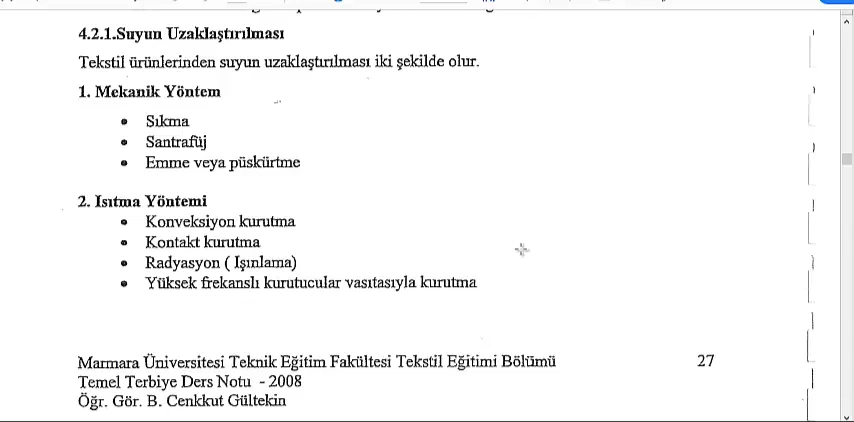 4.2.1.Suyun Uzaklaştırılması
Tekstil ürünlerinden suyun uzaklaştırılması iki şekilde olur.
1. Mekanik Yöntem
• Sıkma
• Santrafüj
• Emme veya püskürtme
2. Isıtma Yöntemi
• Konveksiyon kurutma
• Kontakt kurutma
• Radyasyon ( Işınlama)
• Yüksek frekanslı kurutucular vasıtasıyla kurutma
Marmara Üniversitesi Teknik Eğitim Fakültesi Tekstil Eğitimi Bölümü 27
Temel Terbiye Ders Notu - 2008
Öğr. Gör. B. Cenkkut Gültekin